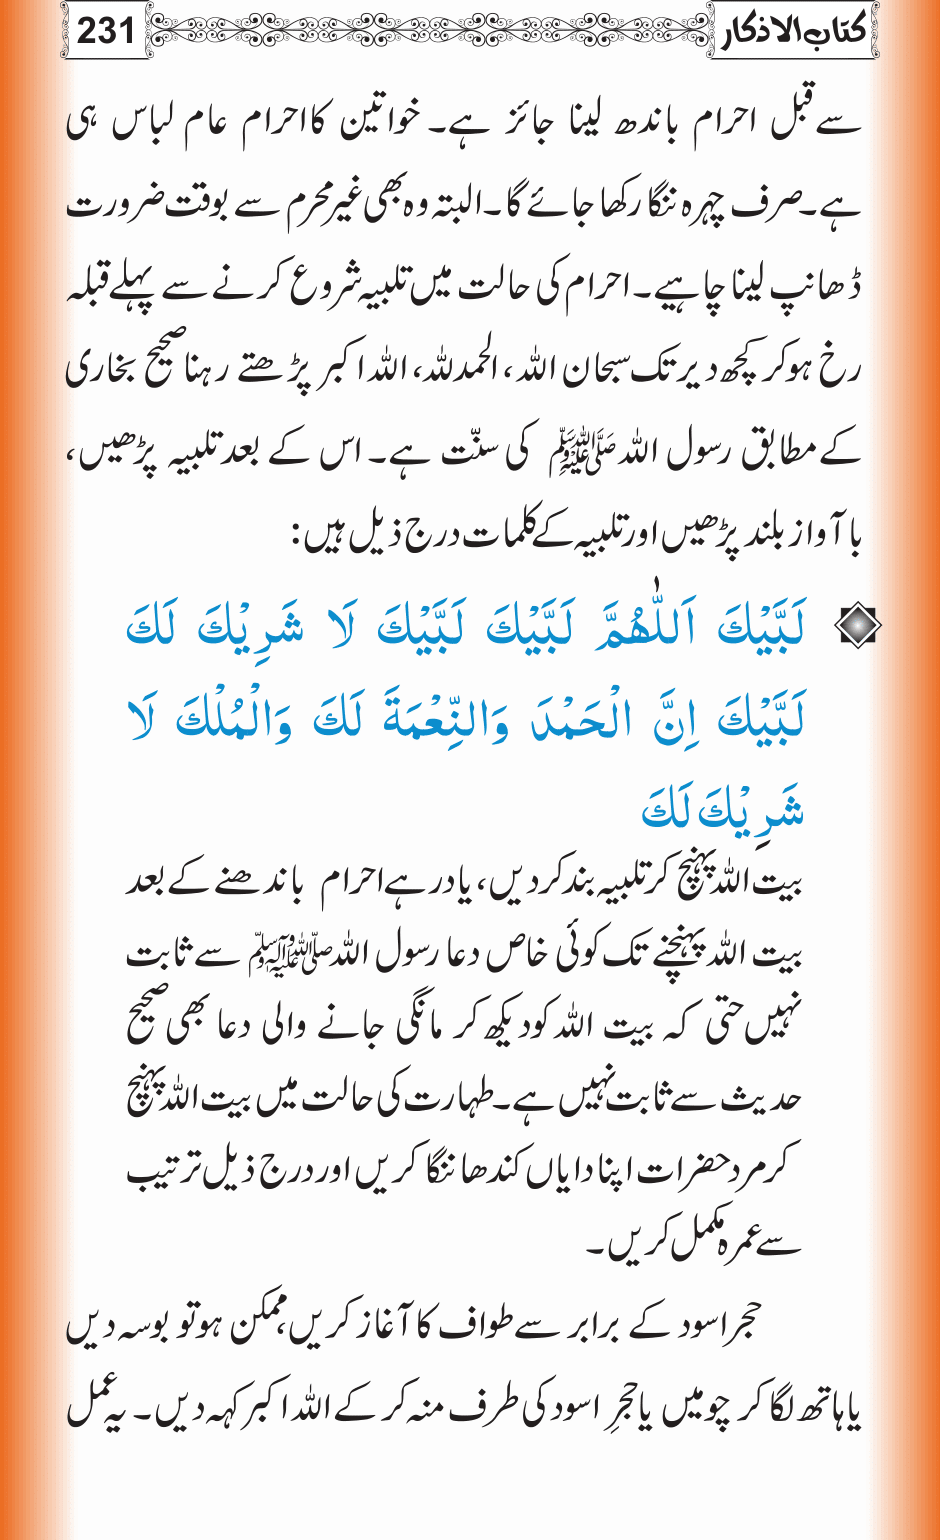 کتاب الاذکار 231
سے قبل احرام باندھ لینا جائز ہے۔ خواتین کا احرام عام لباس ہی
ہے۔ صرف چہرہ ننگا رکھا جائے گا۔ البتہ وہ بھی غیر محرم سے بوقت ضرورت
ڈھانپ لینا چاہیے۔ احرام کی حالت میں تلبیہ شروع کرنے سے پہلے قبلہ
رخ ہوکر کچھ دیر تک سبحان اللہ، الحمدللہ، اللہ اکبر پڑھتے رہنا صحیح بخاری
کے مطابق رسول اللہ ﷺ کی سنّت ہے۔ اس کے بعد تلبیہ پڑھیں،
با آواز بلند پڑھیں اور تلبیہ کے کلمات درج ذیل ہیں:
لَبَّيْكَ اَللّٰهُمَّ لَبَّيْكَ لَبَّيْكَ لَا شَرِيْكَ لَكَ
لَبَّيْكَ اِنَّ الْحَمْدَ وَالنِّعْمَةَ لَكَ وَالْمُلْكَ لَا
شَرِيْكَ لَكَ
بیت اللہ پہنچ کر تلبیہ بند کردیں، یاد رہے احرام باندھنے کے بعد
بیت اللہ پہنچنے تک کوئی خاص دعا رسول اللہ ﷺ سے ثابت
نہیں حتی کہ بیت اللہ کو دیکھ کر مانگی جانے والی دعا بھی صحیح
حدیث سے ثابت نہیں ہے۔ طہارت کی حالت میں بیت اللہ پہنچ
کر مرد حضرات اپنا دایاں کندھا ننگا کریں اور درج ذیل ترتیب
سے عمرہ مکمل کریں۔
حجر اسود کے برابر سے طواف کا آغاز کریں، ممکن ہوتو بوسہ دیں
یا ہاتھ لگا کر چومیں یا حجرِ اسود کی طرف منہ کر کے اللہ اکبر کہہ دیں۔ یہ عمل